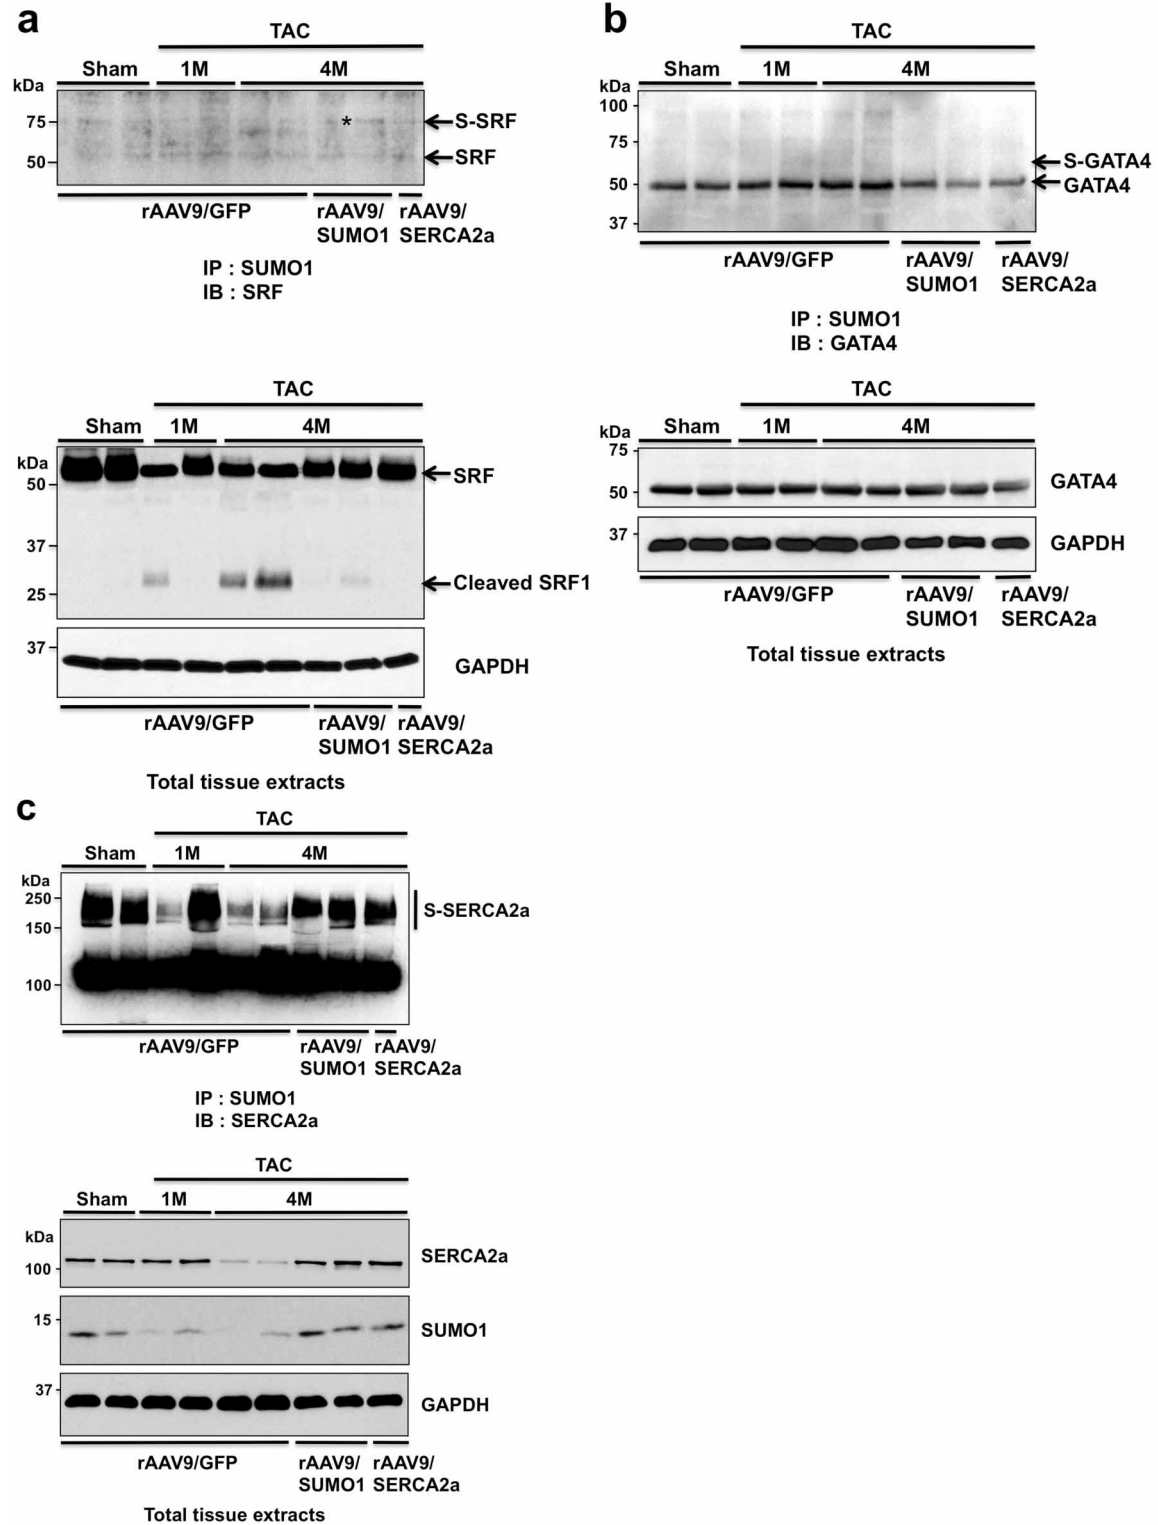 a
TAC
Sham 1M 4M
kDa
75
50
*
S-SRF
SRF
rAAV9/GFP
rAAV9/
SUMO1
rAAV9/
SERCA2a
IP : SUMO1
IB : SRF
TAC
Sham 1M 4M
kDa
50
37
25
SRF
Cleaved SRF1
37
GAPDH
rAAV9/GFP
rAAV9/
SUMO1
rAAV9/
SERCA2a
Total tissue extracts
b
TAC
Sham 1M 4M
kDa
100
75
50
37
S-GATA4
GATA4
rAAV9/GFP
rAAV9/
SUMO1
rAAV9/
SERCA2a
IP : SUMO1
IB : GATA4
TAC
Sham 1M 4M
kDa
75
50
GATA4
37
GAPDH
rAAV9/GFP
rAAV9/
SUMO1
rAAV9/
SERCA2a
Total tissue extracts
c
TAC
Sham 1M 4M
kDa
250
150
100
S-SERCA2a
rAAV9/GFP
rAAV9/
SUMO1
rAAV9/
SERCA2a
IP : SUMO1
IB : SERCA2a
TAC
Sham 1M 4M
kDa
100
SERCA2a
15
SUMO1
37
GAPDH
rAAV9/GFP
rAAV9/
SUMO1
rAAV9/
SERCA2a
Total tissue extracts